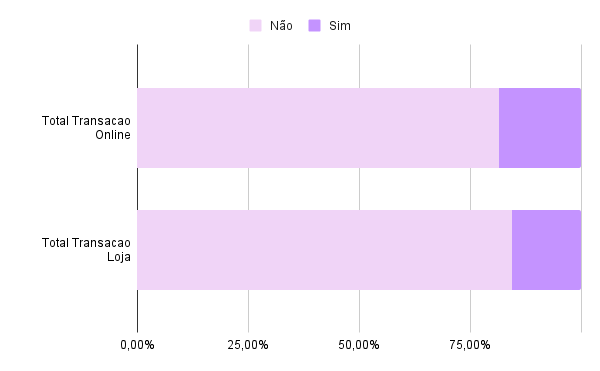 Não Sim
Total Transacao
Online
Total Transacao
Loja
0,00% 25,00% 50,00% 75,00%